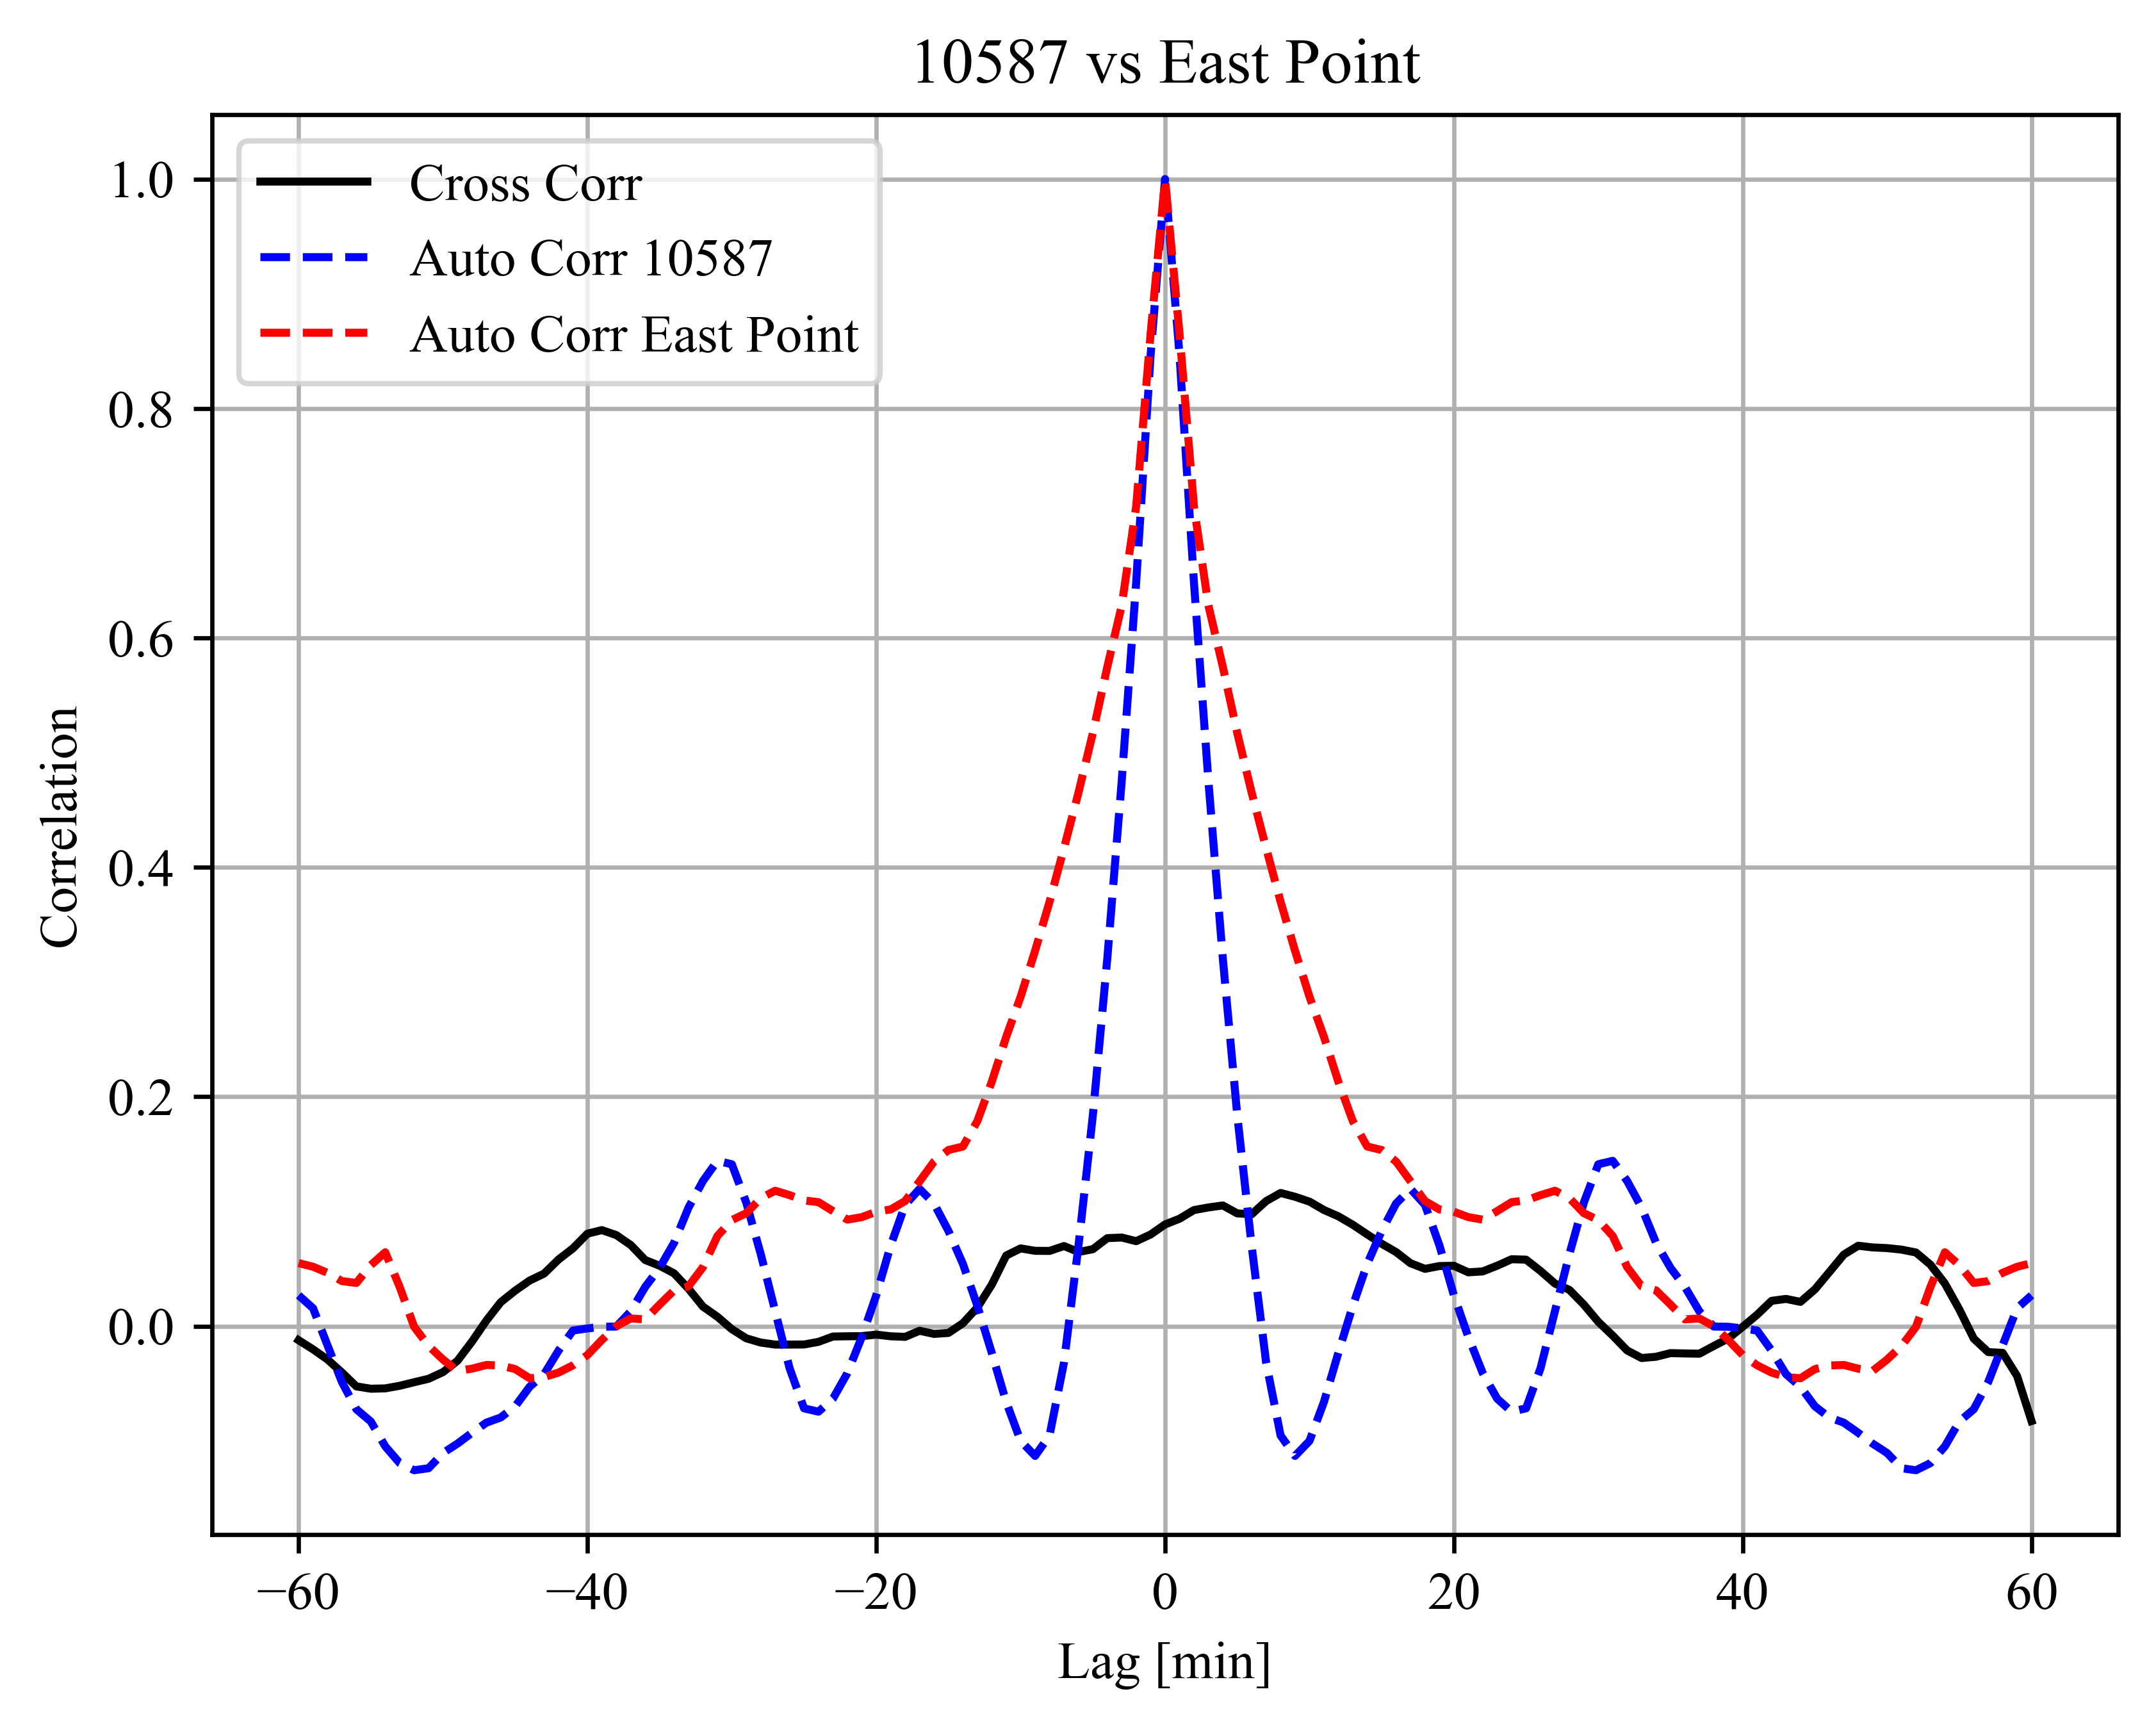 10587 vs East Point
Cross Corr
Auto Corr 10587
Auto Corr East Point
1.0
0.8
0.6
0.4
0.2
0.0
Correlation
−60 −40 −20 0 20 40 60
Lag [min]